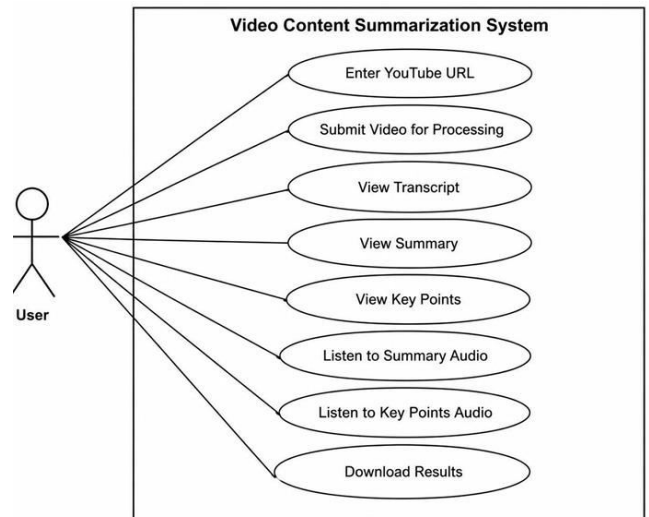 Video Content Summarization System
Enter YouTube URL
Submit Video for Processing
View Transcript
View Summary
View Key Points
Listen to Summary Audio
Listen to Key Points Audio
Download Results
User